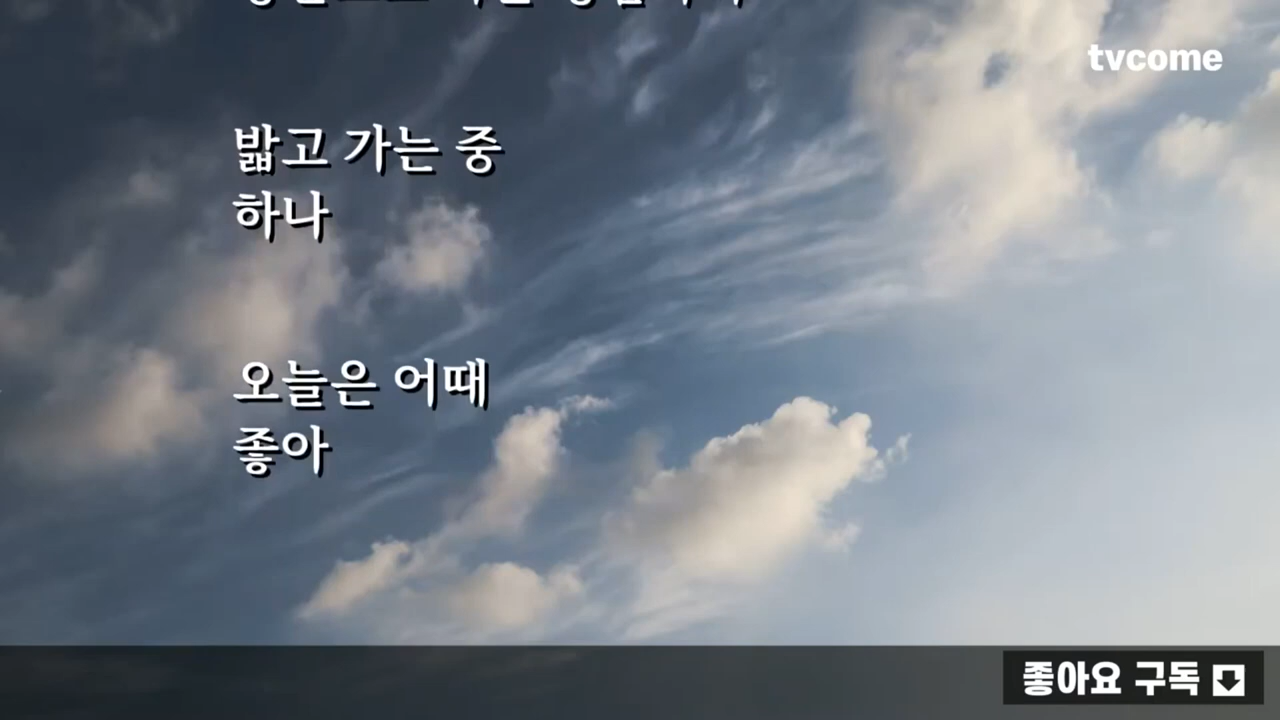 tvcome
밟고 가는 중
하나
오늘은 어때
좋아
좋아요 구독